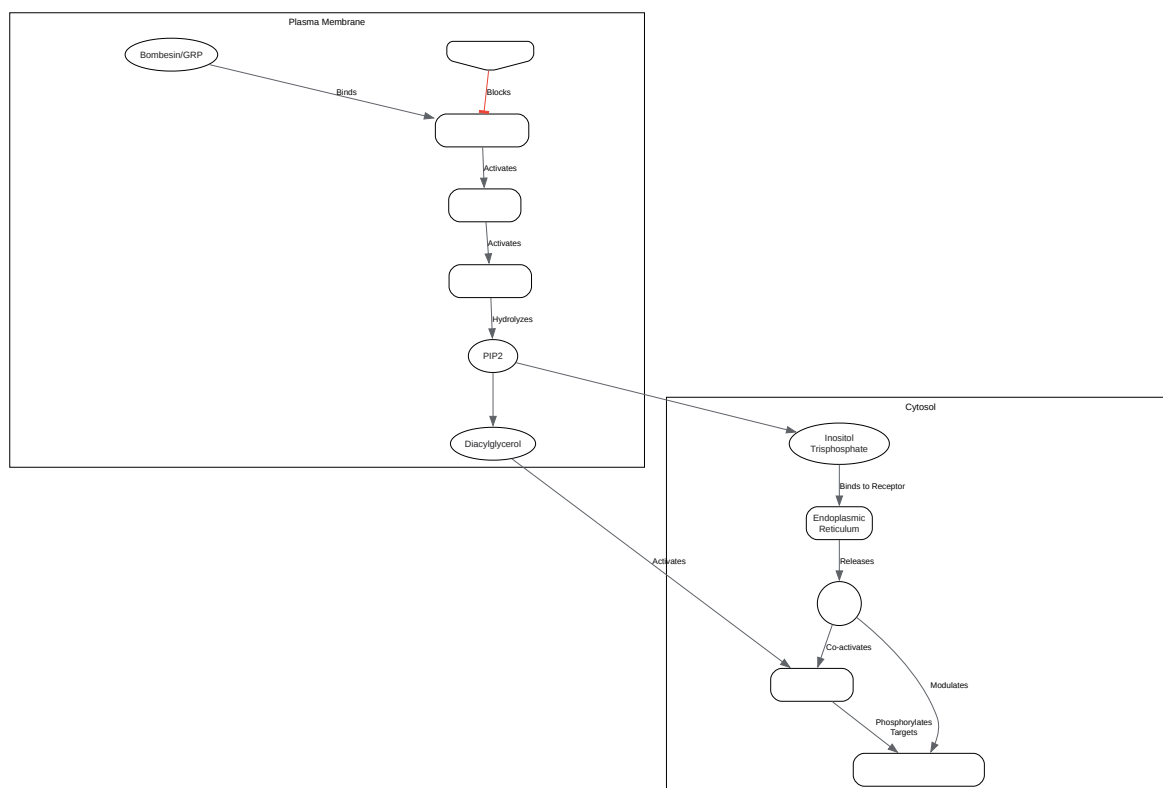 Plasma Membrane
Bombesin/GRP
Binds
Blocks
Activates
Activates
Hydrolyzes
PIP2
Cytosol
Diacylglycerol
Inositol
Trisphosphate
Binds to Receptor
Endoplasmic
Reticulum
Activates
Releases
Co-activates
Modulates
Phosphorylates
Targets